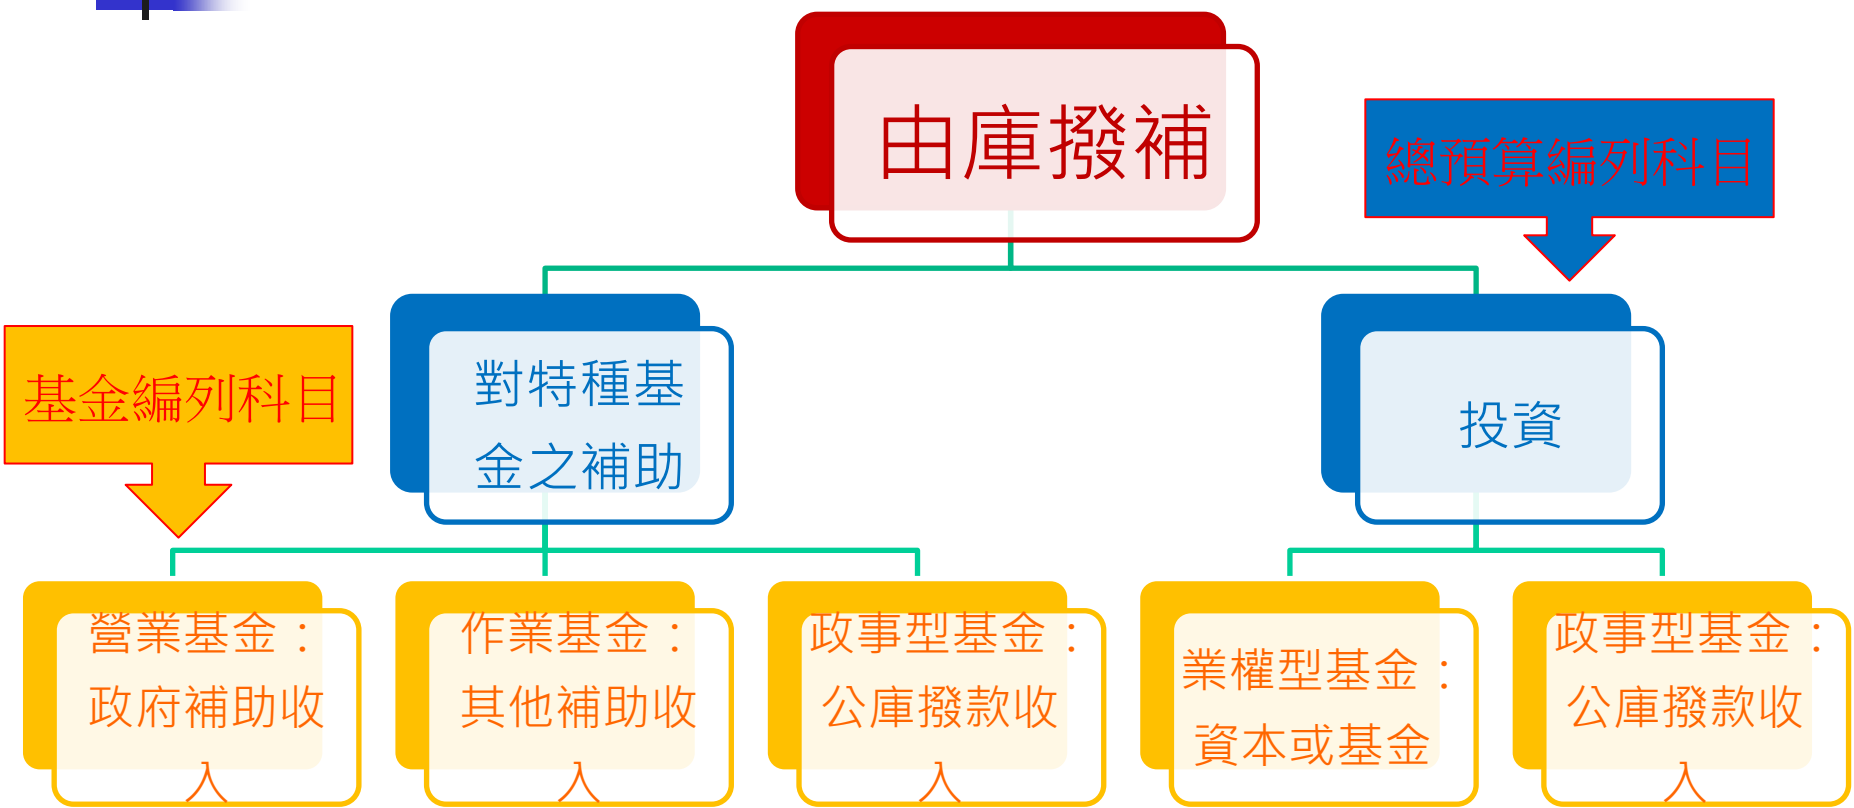 由庫撥補
總預算編列科目
基金編列科目
對特種基
金之補助
投資
營業基金：
政府補助收
入
作業基金：
其他補助收
入
政事型基金：
公庫撥款收
入
業權型基金：
資本或基金
政事型基金：
公庫撥款收
入